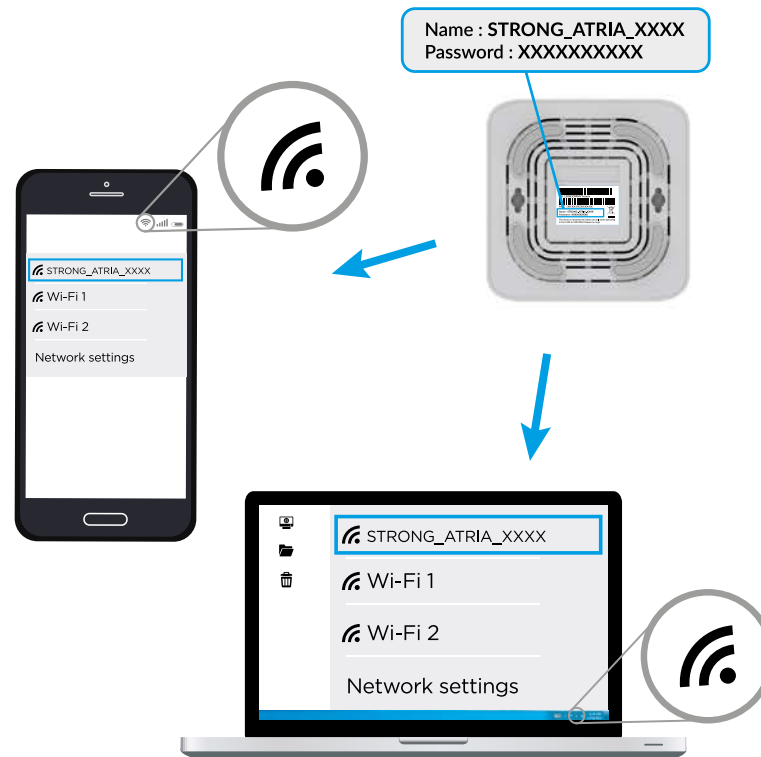 Name : STRONG_ATRIA_XXXX
Password : XXXXXXXXXX
STRONG_ATRIA_XXXX
Wi-Fi 1
Wi-Fi 2
Network settings
STRONG_ATRIA_XXXX
Wi-Fi 1
Wi-Fi 2
Network settings